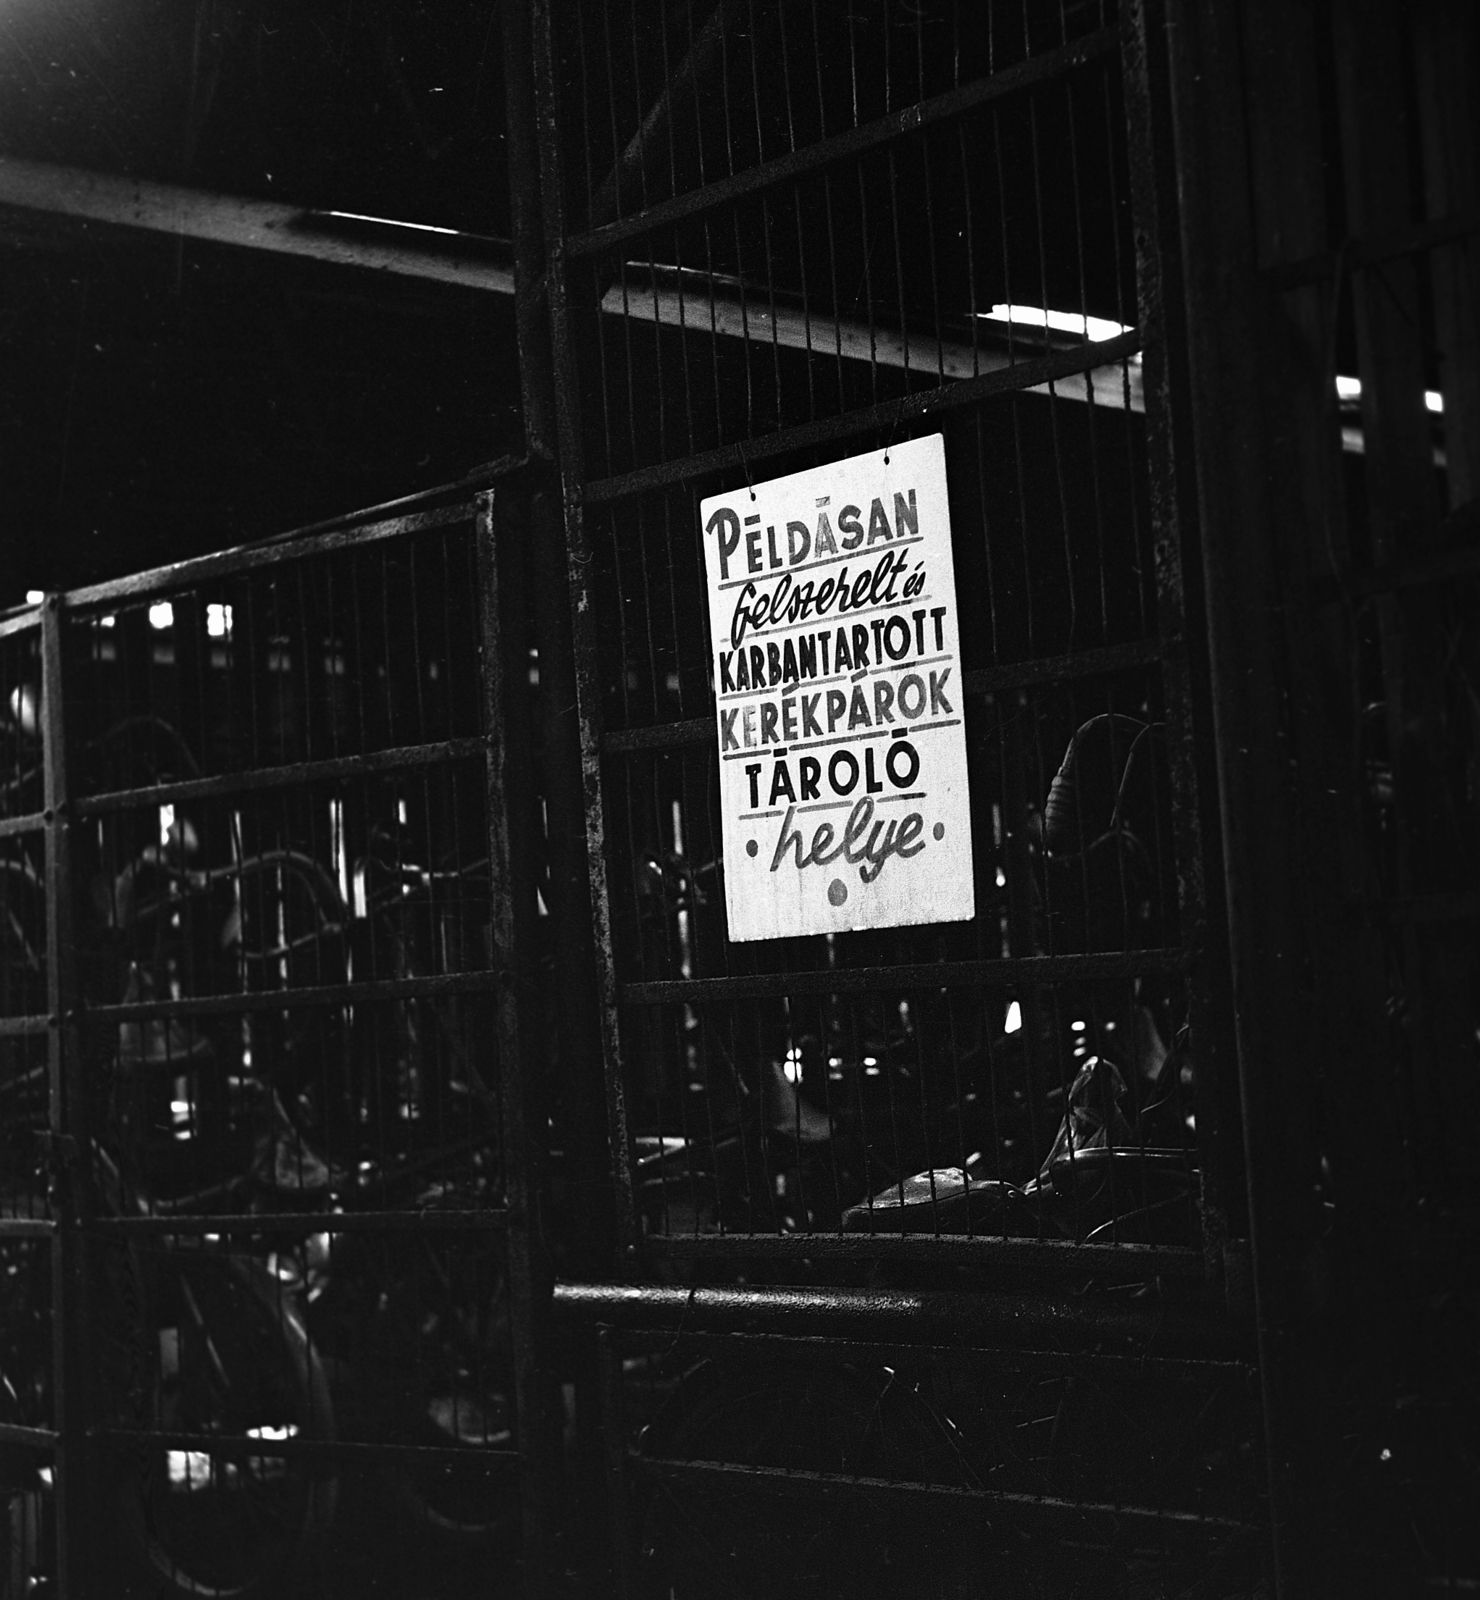 PÉLDÁSAN
felszerelt és
KARBANTARTOTT
KERÉKPÁROK
TÁROLÓ
• helye •